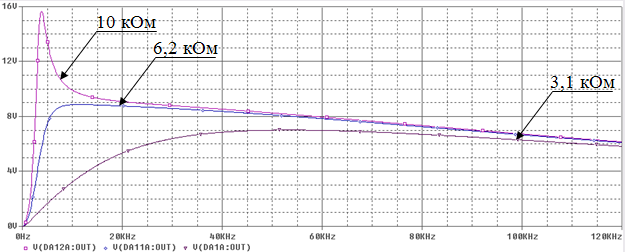 16V
10 кОм
6,2 кОм
12V
3,1 кОм
8V
4V
0V
0Hz 20KHz 40KHz 60KHz 80KHz 100KHz 120KHz
V(DA12A:OUT) V(DA11A:OUT) V(DA1A:OUT)